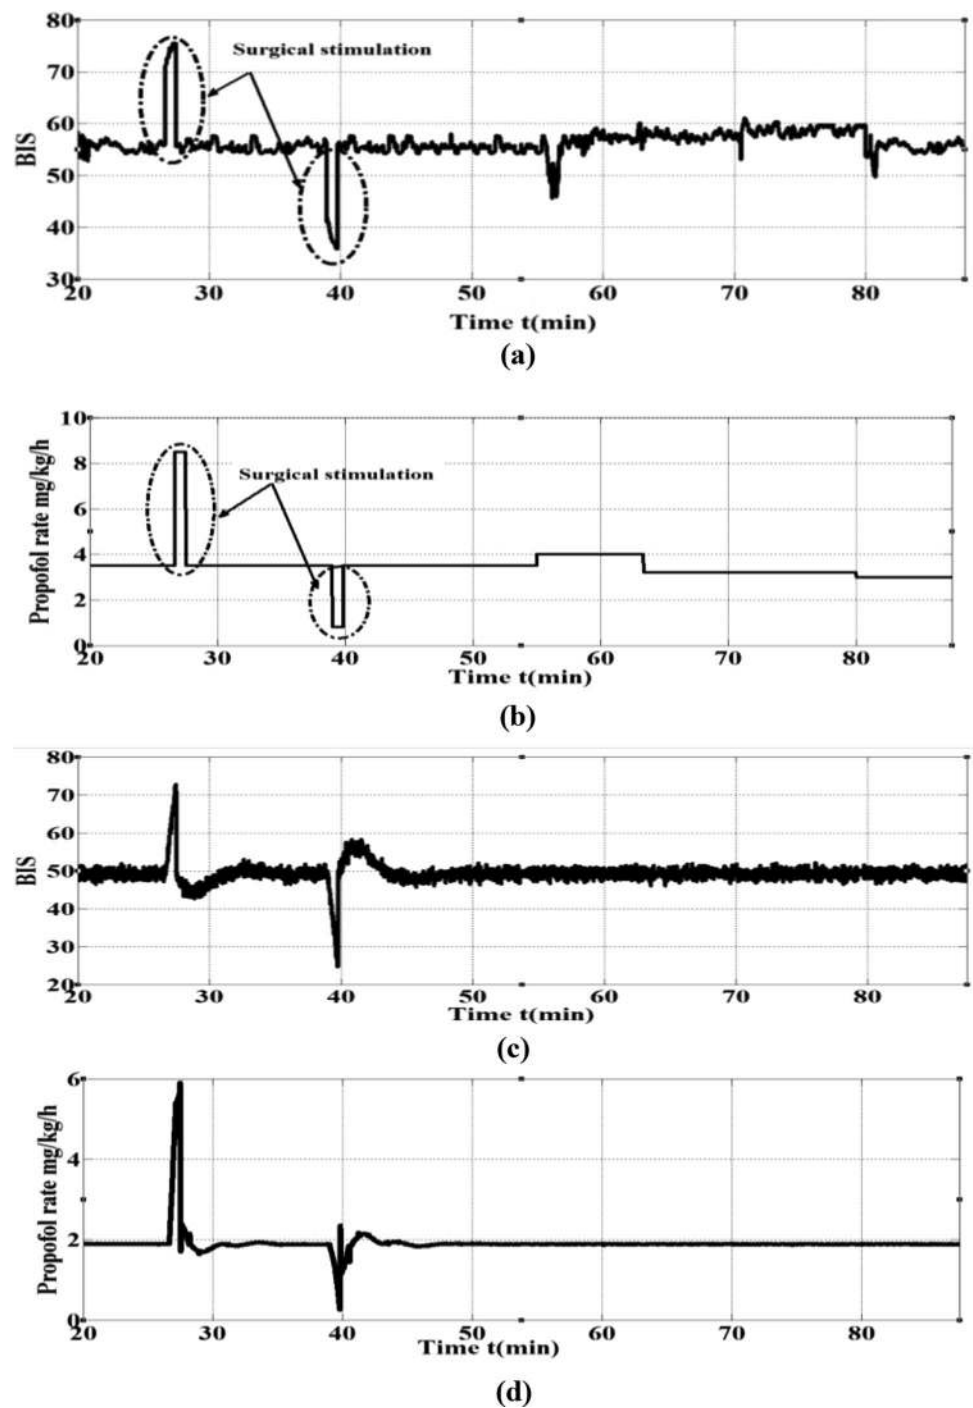 80
70
60
50
40
30
BIS
Surgical stimulation
20 30 40 50 60 70 80
Time t(min)
(a)
10
8
6
4
2
0
Propofol rate mg/kg/h
Surgical stimulation
20 30 40 50 60 70 80
Time t(min)
(b)
80
70
60
50
40
30
20
BIS
20 30 40 50 60 70 80
Time t(min)
(c)
6
4
2
0
Propofol rate mg/kg/h
20 30 40 50 60 70 80
Time t(min)
(d)